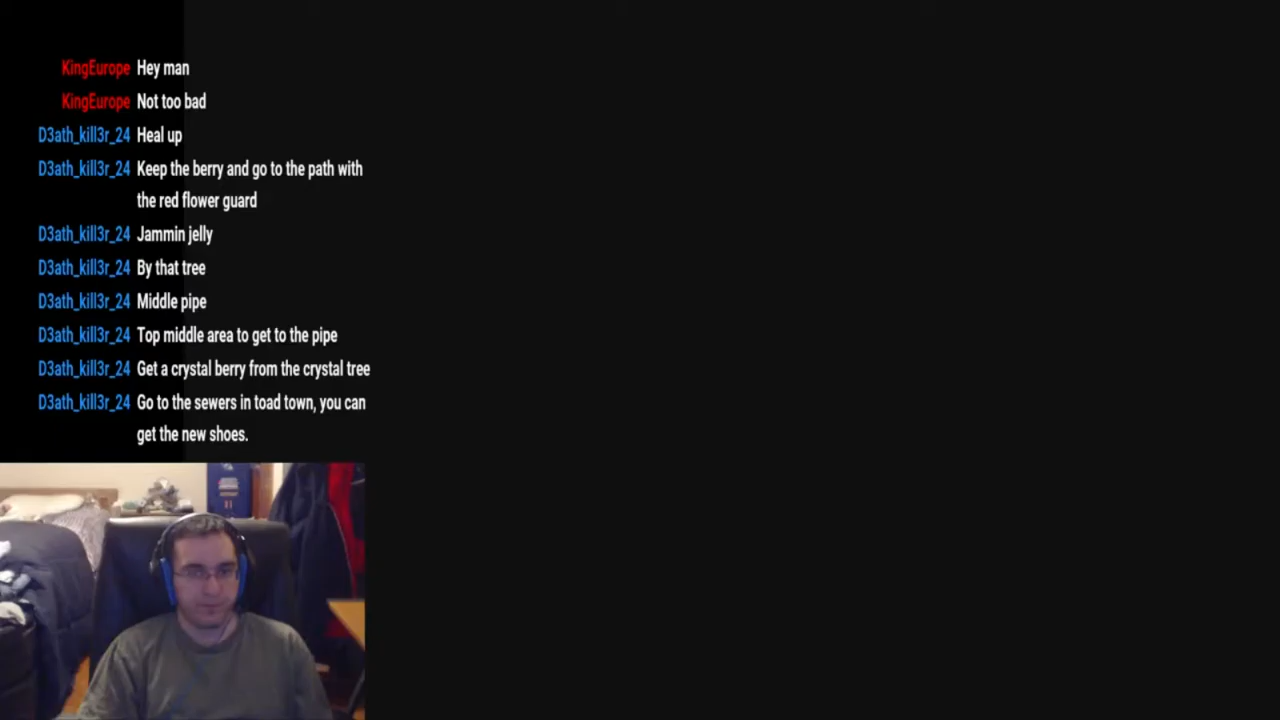 KingEurope Hey man
KingEurope Not too bad
D3ath_kill3r_24 Heal up
D3ath_kill3r_24 Keep the berry and go to the path with
the red flower guard
D3ath_kill3r_24 Jammin jelly
D3ath_kill3r_24 By that tree
D3ath_kill3r_24 Middle pipe
D3ath_kill3r_24 Top middle area to get to the pipe
D3ath_kill3r_24 Get a crystal berry from the crystal tree
D3ath_kill3r_24 Go to the sewers in toad town, you can
get the new shoes.